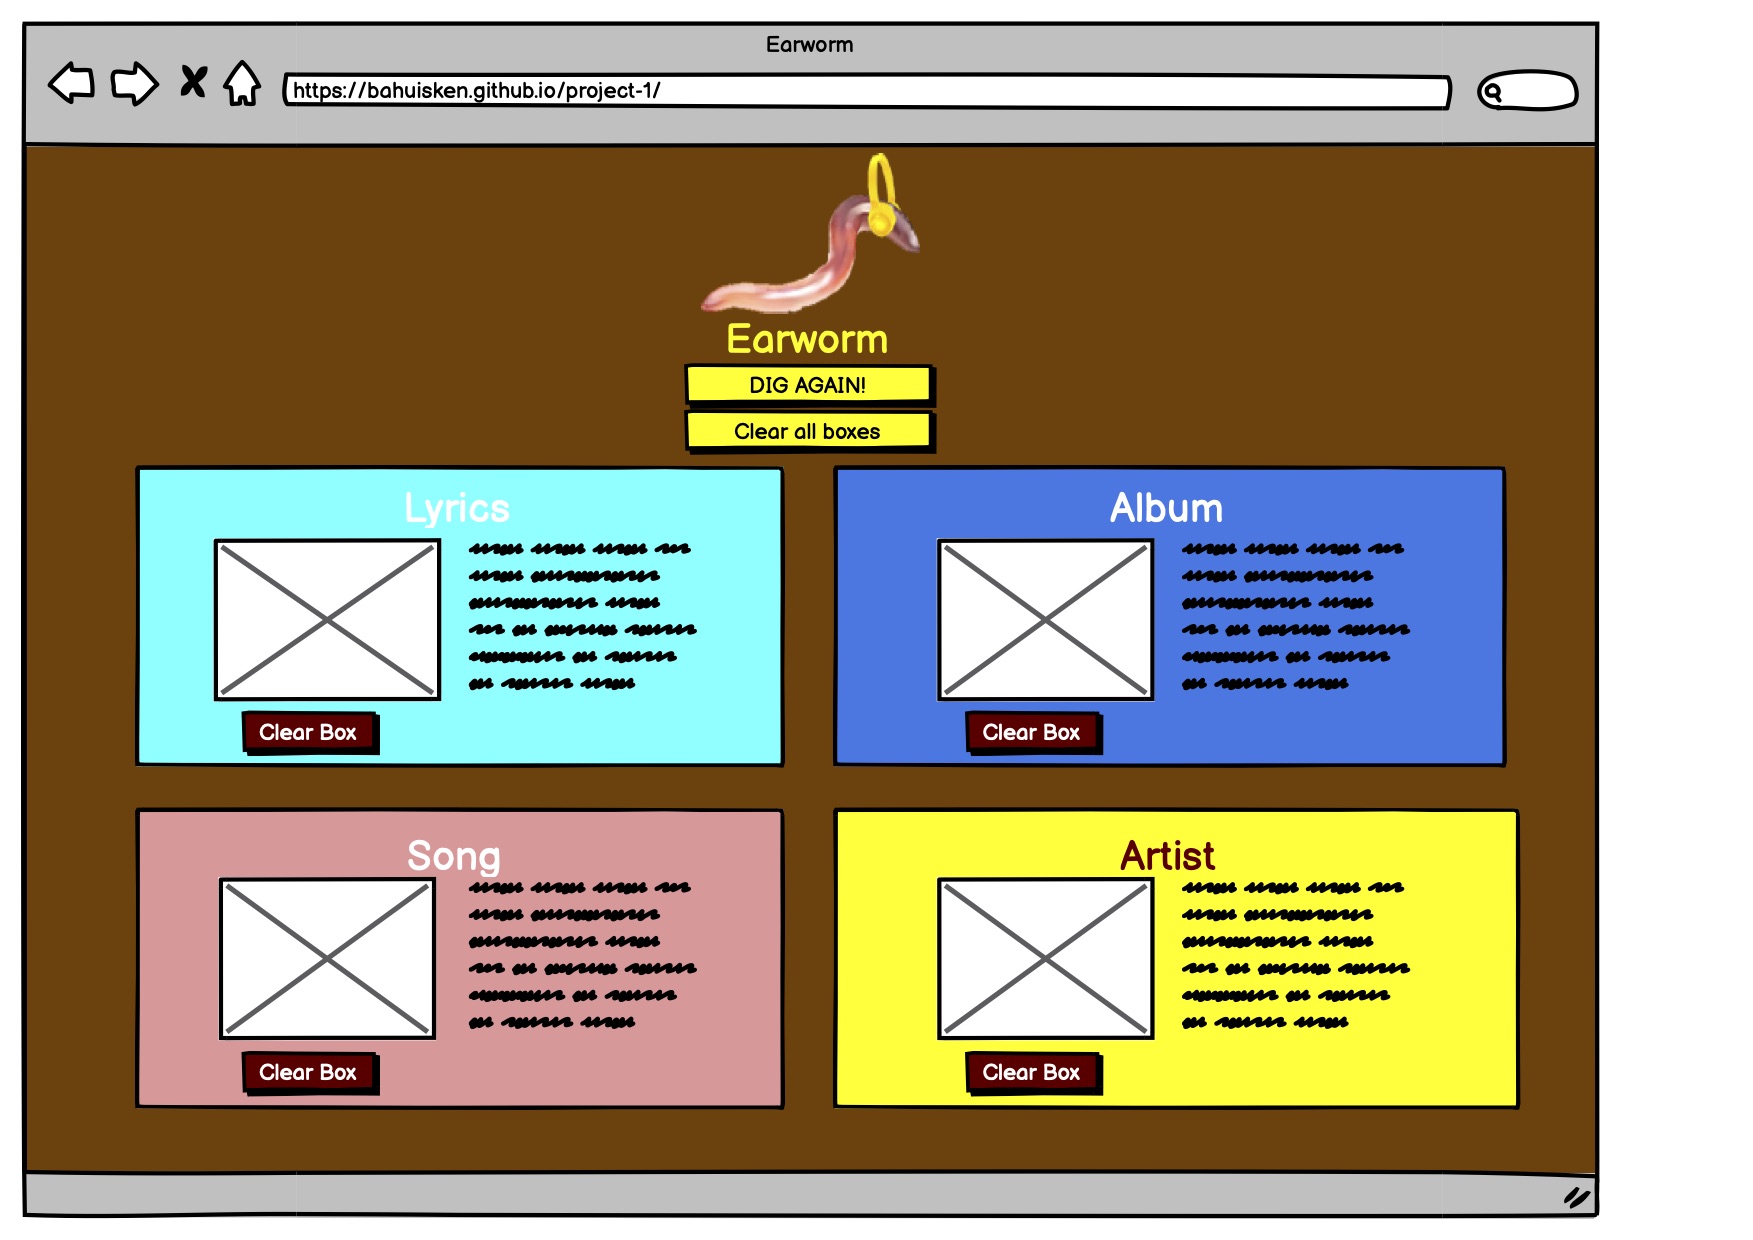 Earworm
https://bahuisken.github.io/project-1/
Earworm
DIG AGAIN!
Clear all boxes
Lyrics
Clear Box
Album
Clear Box
Song
Clear Box
Artist
Clear Box